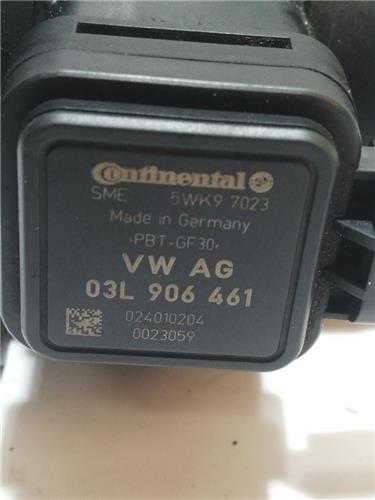 Continental
SME 5WK9 7023
Made in Germany
›PBT-GF30‹
VW AG
03L 906 461
024010204
0023059